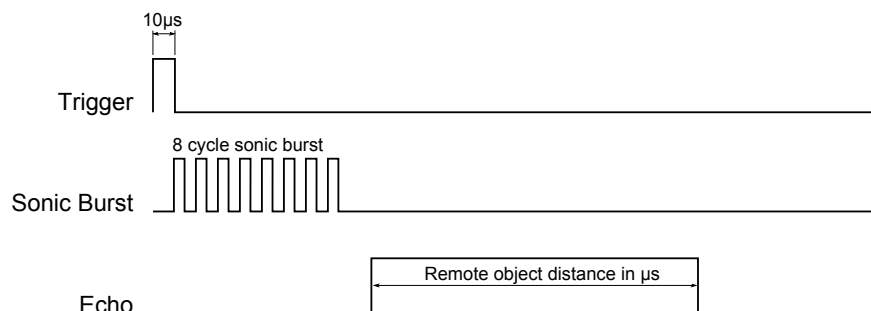 10µs
Trigger
8 cycle sonic burst
Sonic Burst
Remote object distance in µs
Echo